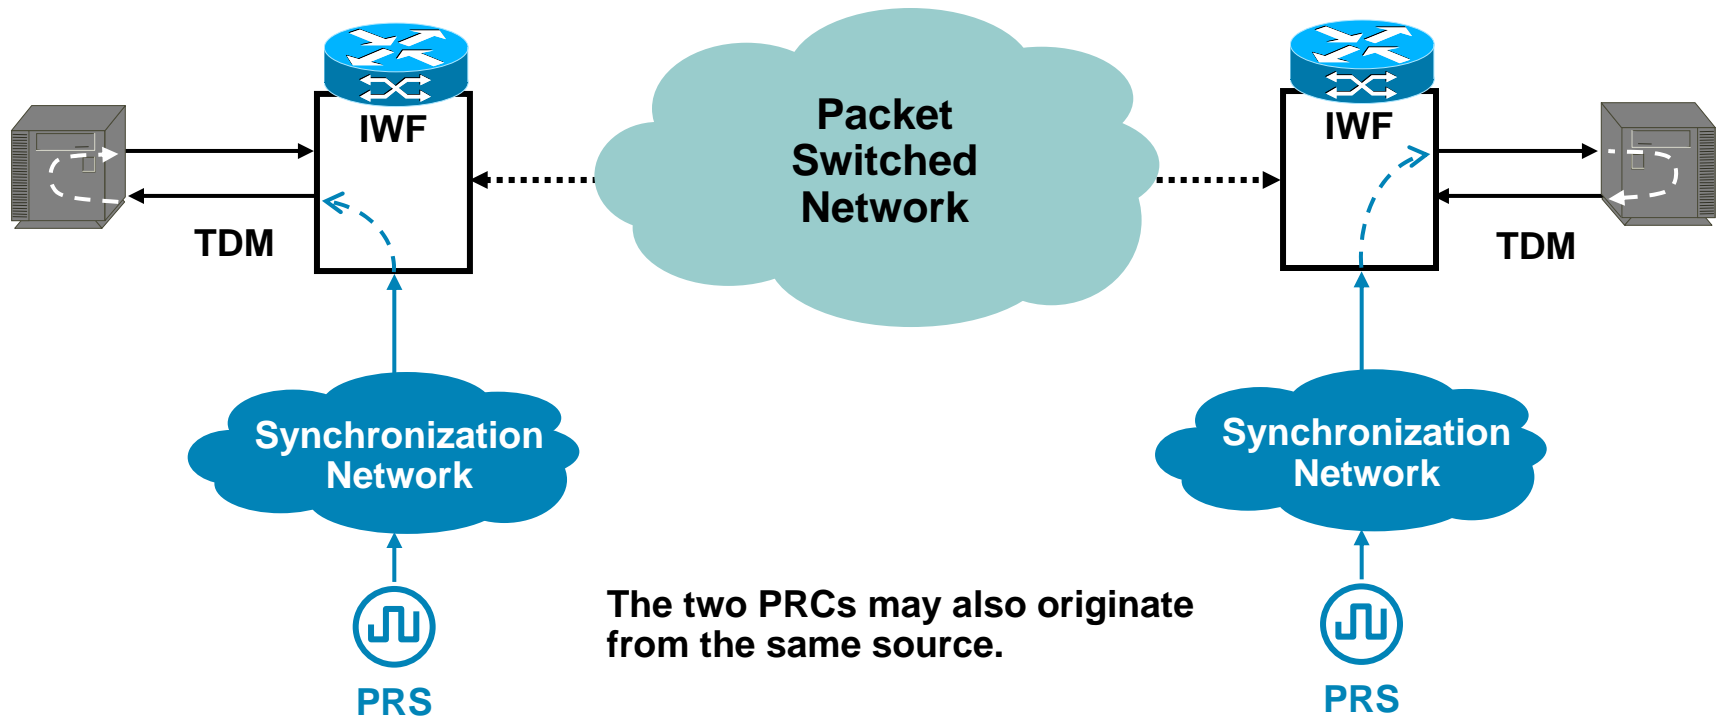 IWF
Packet
Switched
Network
IWF
TDM
TDM
Synchronization
Network
Synchronization
Network
The two PRCs may also originate
from the same source.
PRS
PRS